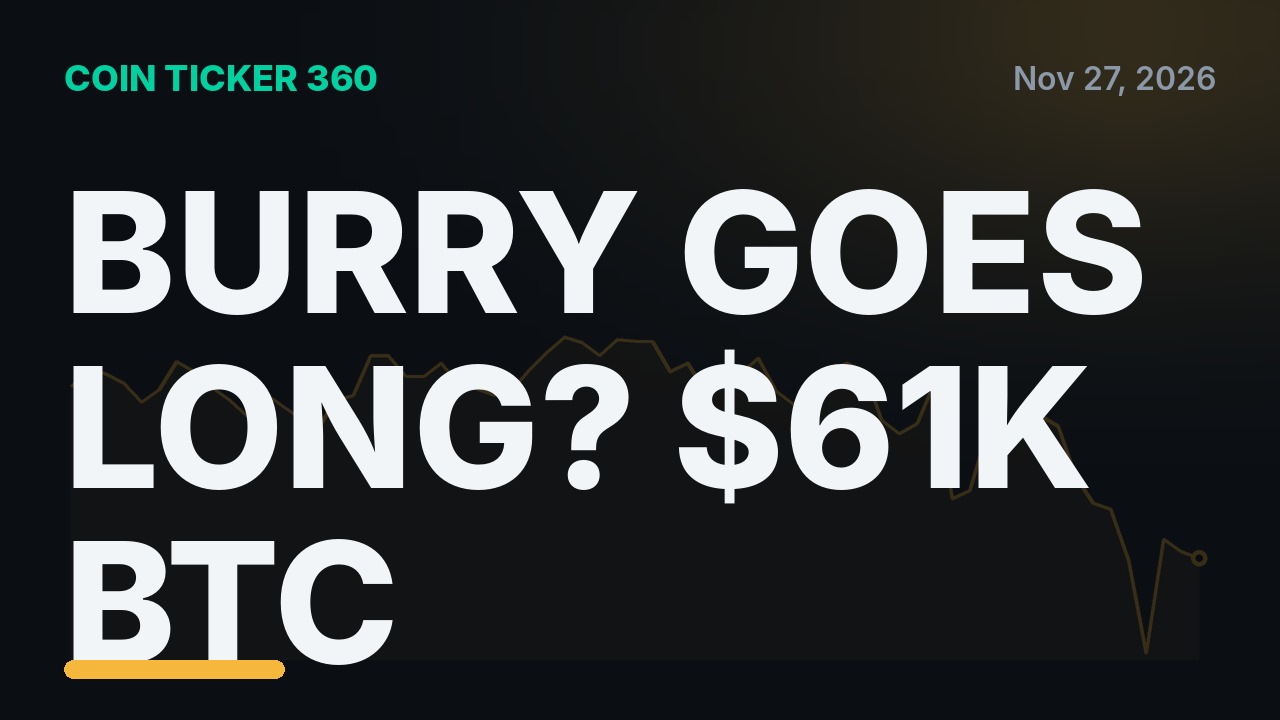 COIN TICKER 360
Nov 27, 2026
BURRY GOES
LONG? $61K
BTC